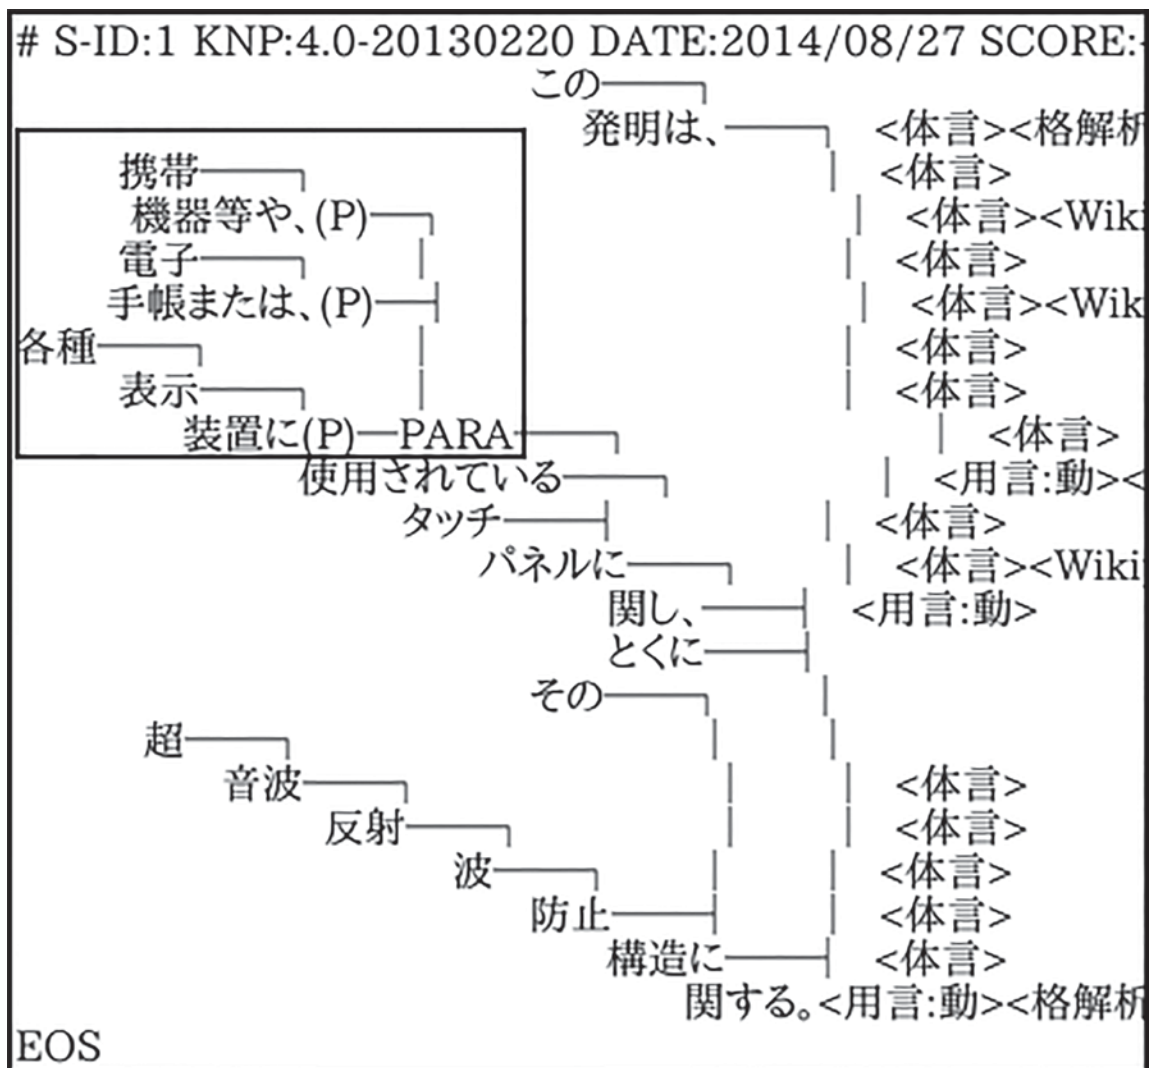 # S-ID:1 KNP:4.0-20130220 DATE:2014/08/27 SCORE:-
この
発明は、 <体言><格解析
携帯 <体言>
機器等や、(P) <体言><Wiki
電子 <体言>
手帳または、(P) <体言><Wik
各種 <体言>
表示 <体言>
装置に(P) PARA <体言>
使用されている <用言:動><
タッチ <体言>
パネルに <体言><Wiki
関し、 <用言:動>
とくに
その
超
音波 <体言>
反射 <体言>
波 <体言>
防止 <体言>
構造に <体言>
関する。<用言:動><格解析
EOS